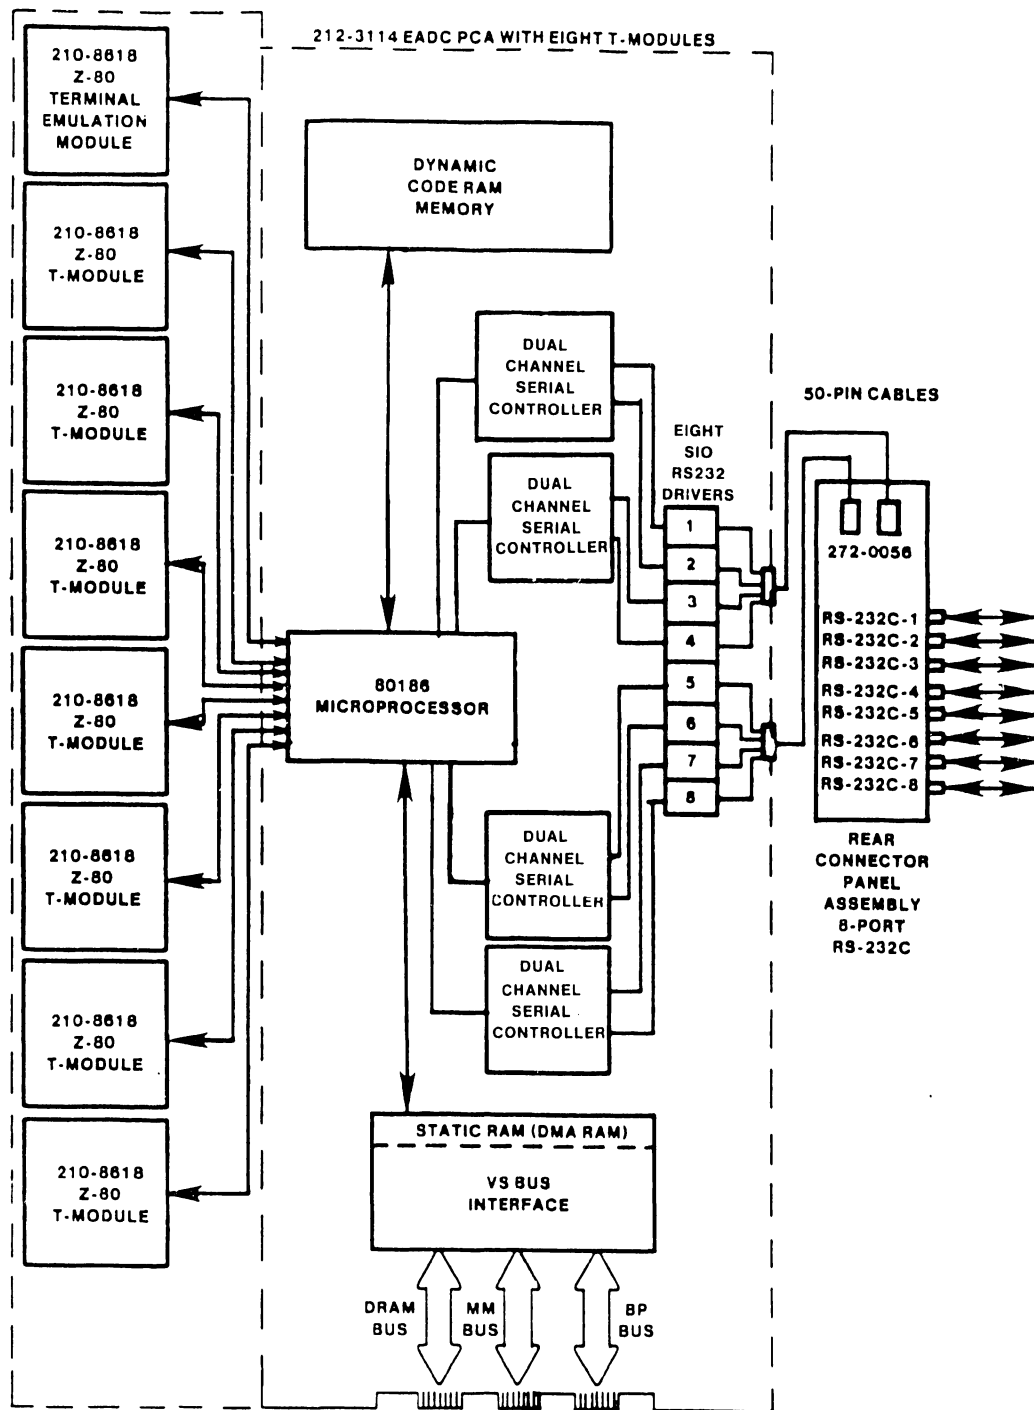 212-3114 EADC PCA WITH EIGHT T-MODULES
210-8618
Z-80
TERMINAL
EMULATION
MODULE
210-8618
Z-80
T-MODULE
210-8618
Z-80
T-MODULE
210-8618
Z-80
T-MODULE
210-8618
Z-80
T-MODULE
210-8618
Z-80
T-MODULE
210-8618
Z-80
T-MODULE
210-8618
Z-80
T-MODULE
DYNAMIC
CODE RAM
MEMORY
DUAL
CHANNEL
SERIAL
CONTROLLER
DUAL
CHANNEL
SERIAL
CONTROLLER
80186
MICROPROCESSOR
DUAL
CHANNEL
SERIAL
CONTROLLER
DUAL
CHANNEL
SERIAL
CONTROLLER
STATIC RAM (DMA RAM)
VS BUS
INTERFACE
DRAM
BUS
MM
BUS
BP
BUS
EIGHT
SIO
RS232
DRIVERS
1
2
3
4
5
6
7
8
50-PIN CABLES
272-0056
RS-232C-1
RS-232C-2
RS-232C-3
RS-232C-4
RS-232C-5
RS-232C-6
RS-232C-7
RS-232C-8
REAR
CONNECTOR
PANEL
ASSEMBLY
8-PORT
RS-232C